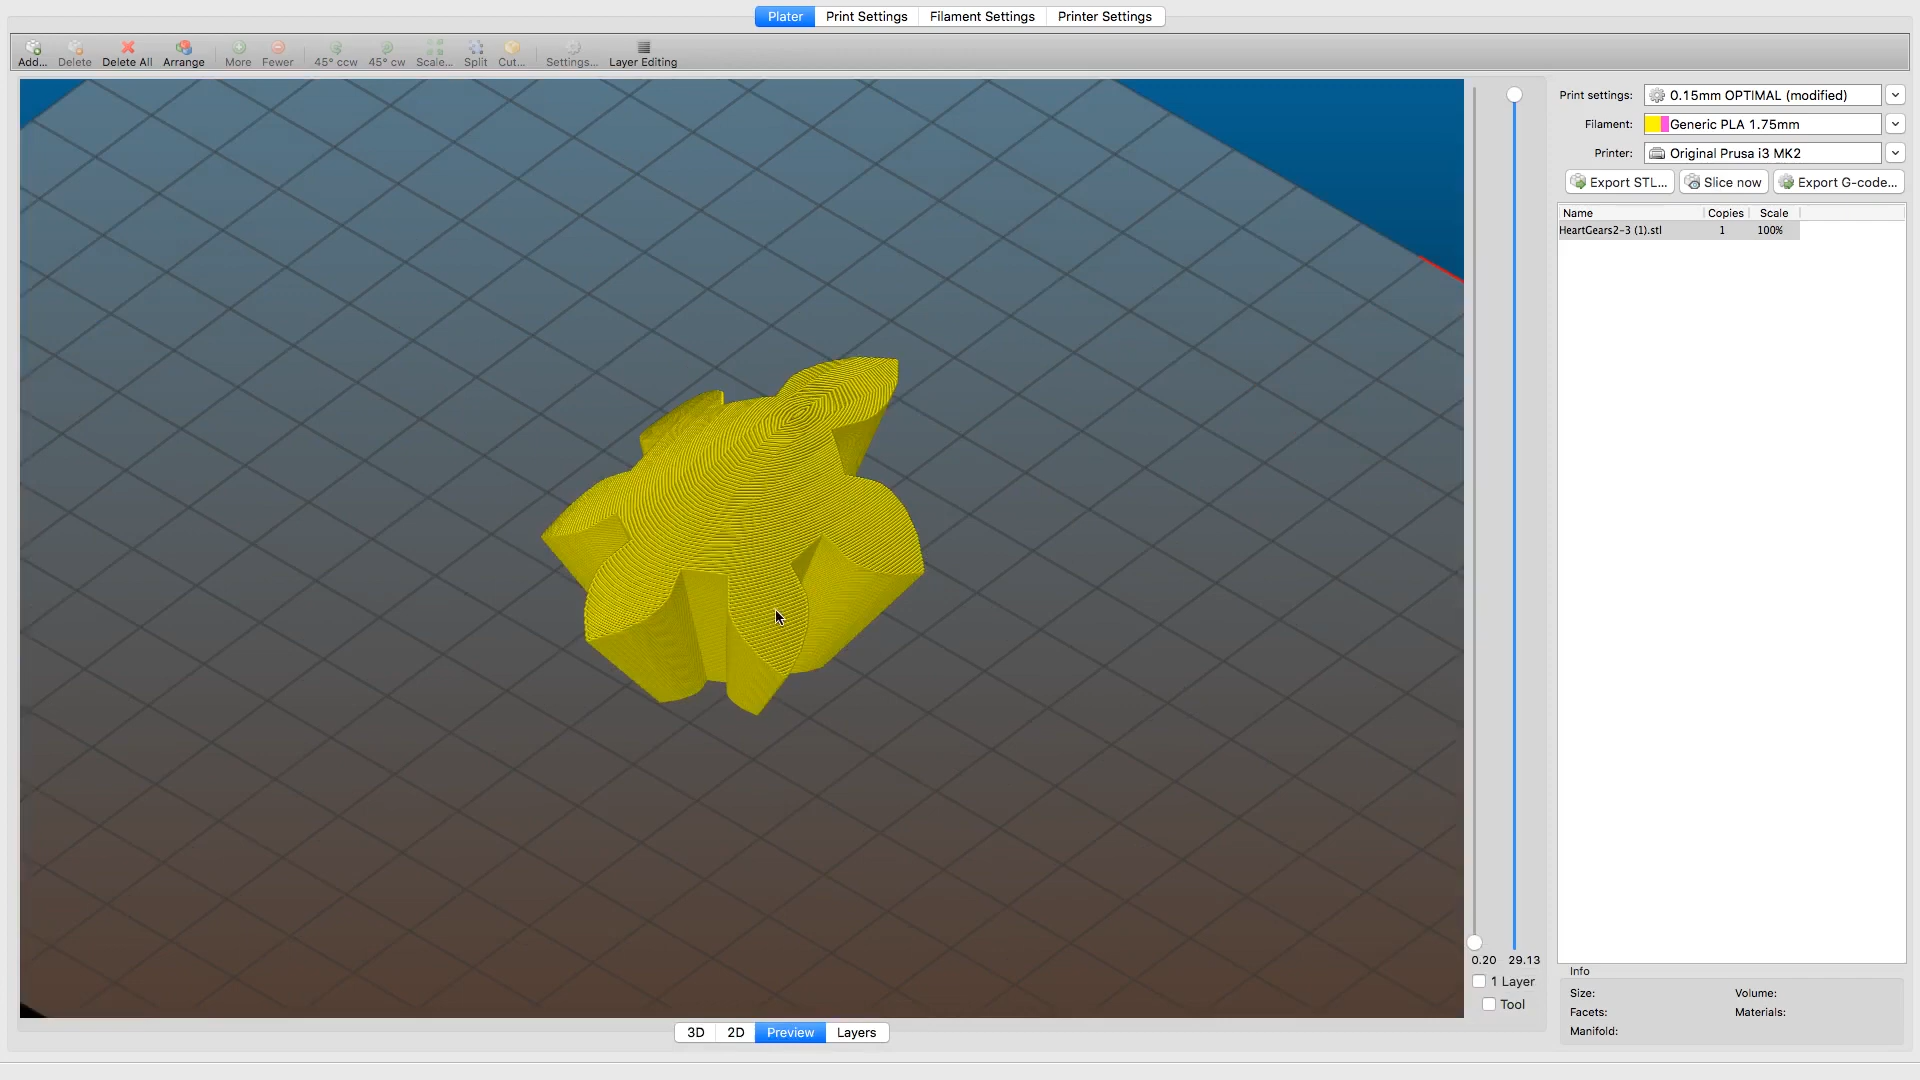 Plater Print Settings Filament Settings Printer Settings
Add... Delete Delete All Arrange More Fewer 45° ccw 45° cw Scale... Split Cut... Settings... Layer Editing
Print settings: 0.15mm OPTIMAL (modified)
Filament: Generic PLA 1.75mm
Printer: Original Prusa i3 MK2
Export STL... Slice now Export G-code...
Name Copies Scale
HeartGears2-3 (1).stl 1 100%
0.20 29.13
1 Layer
Tool
Info
Size: Volume:
Facets: Materials:
Manifold:
3D 2D Preview Layers